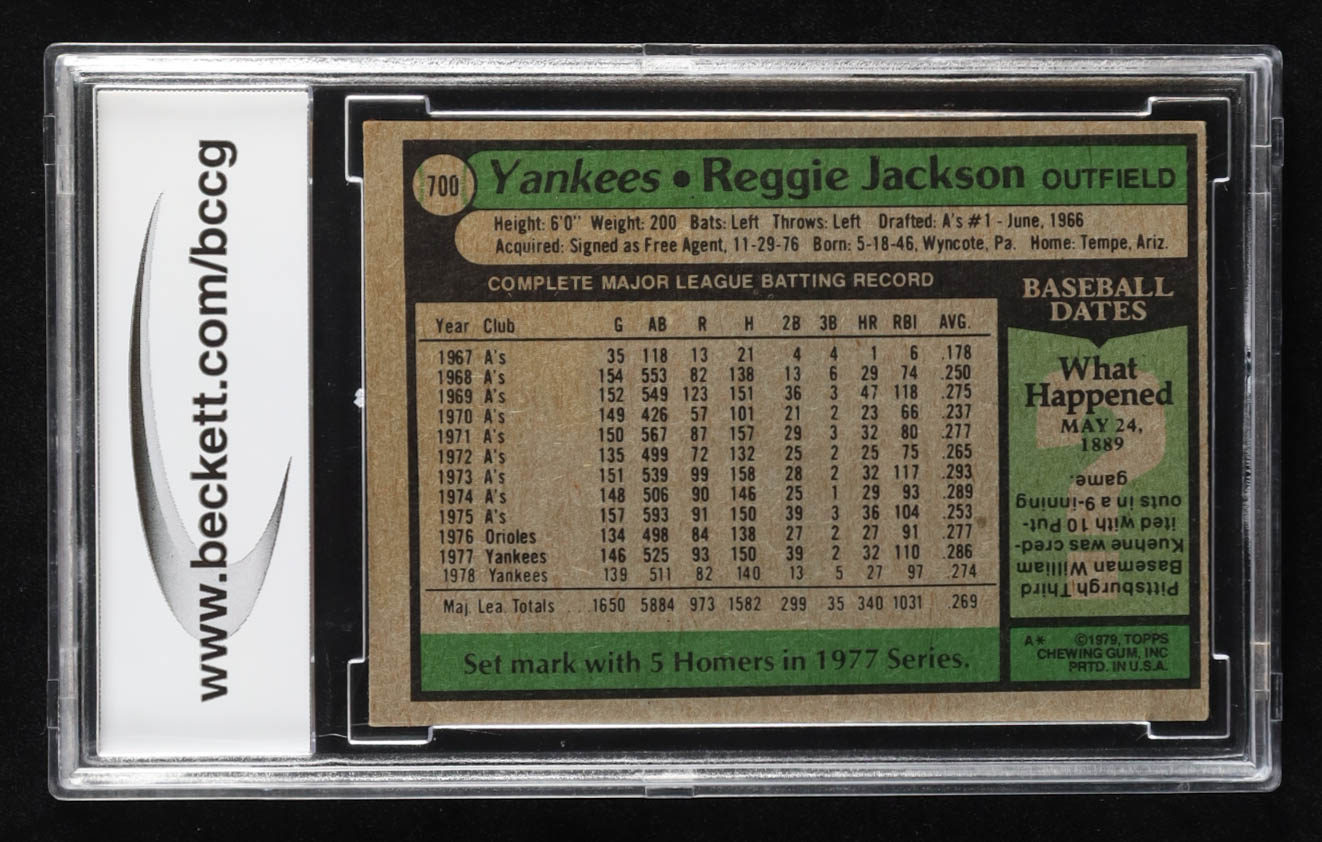 www.beckett.com/bccg
700 Yankees • Reggie Jackson OUTFIELD
Height: 6'0" Weight: 200 Bats: Left Throws: Left Drafted: A's #1 - June, 1966
Acquired: Signed as Free Agent, 11-29-76 Born: 5-18-46, Wyncote, Pa. Home: Tempe, Ariz.
COMPLETE MAJOR LEAGUE BATTING RECORD
Year Club G AB R H 2B 3B HR RBI AVG.
1967 A's 35 118 13 21 4 4 1 6 .178
1968 A's 154 553 82 138 13 6 29 74 .250
1969 A's 152 549 123 151 36 3 47 118 .275
1970 A's 149 426 57 101 21 2 23 66 .237
1971 A's 150 567 87 157 29 3 32 80 .277
1972 A's 135 499 72 132 25 2 25 75 .265
1973 A's 151 539 99 158 28 2 32 117 .293
1974 A's 148 506 90 146 25 1 29 93 .289
1975 A's 157 593 91 150 39 3 36 104 .253
1976 Orioles 134 498 84 138 27 2 27 91 .277
1977 Yankees 146 525 93 150 39 2 32 110 .286
1978 Yankees 139 511 82 140 13 5 27 97 .274
Maj. Lea. Totals . . . 1650 5884 973 1582 299 35 340 1031 .269
Set mark with 5 Homers in 1977 Series.
BASEBALL
DATES
What
Happened
MAY 24,
1889
Pittsburgh Third
Baseman William
Kuehne was cred-
ited with 10 Put-
outs in a 9-inning
game.
A* ©1979, TOPPS
CHEWING GUM, INC
PRTD. IN U.S.A.